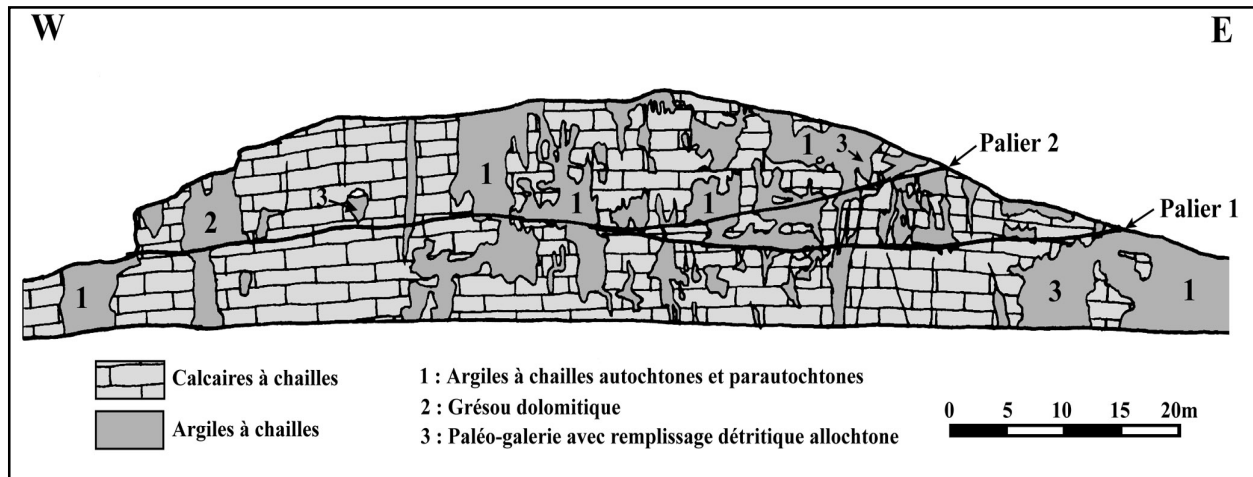 W
E
Palier 2
Palier 1
1
3
1
2
3
1
1
1
3
1
Calcaires à chailles
Argiles à chailles
1 : Argiles à chailles autochtones et parautochtones
2 : Grésou dolomitique
3 : Paléo-galerie avec remplissage détritique allochtone
0 5 10 15 20m